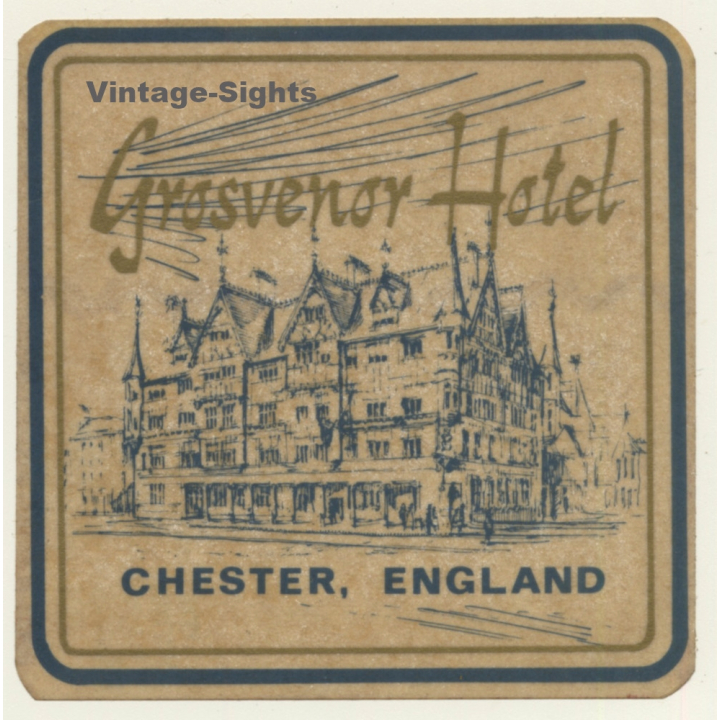 Vintage-Sights
Grosvenor Hotel
CHESTER, ENGLAND